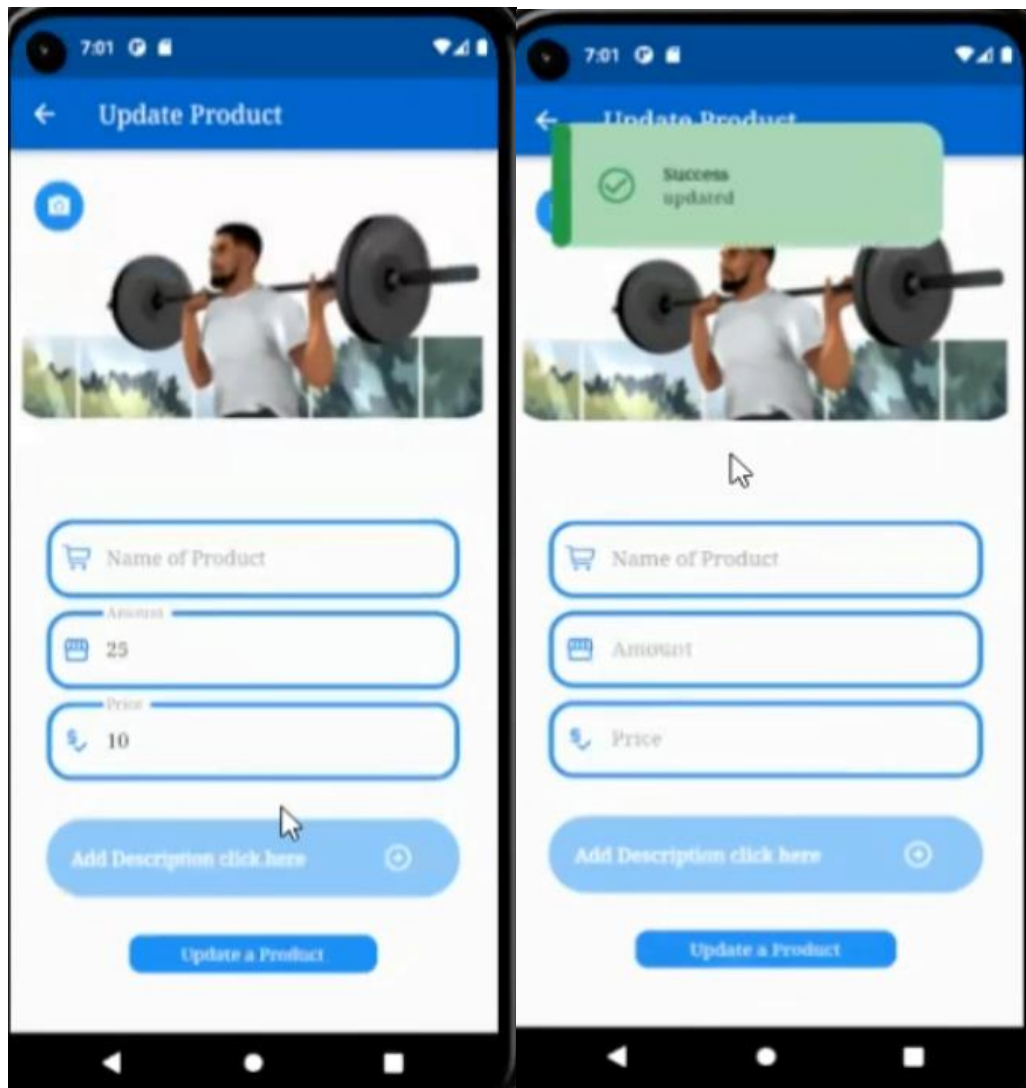 7:01
Update Product
Name of Product
Amount
25
Price
10
Add Description click here
Update a Product
7:01
Update Product
Success
updated
Name of Product
Amount
Price
Add Description click here
Update a Product